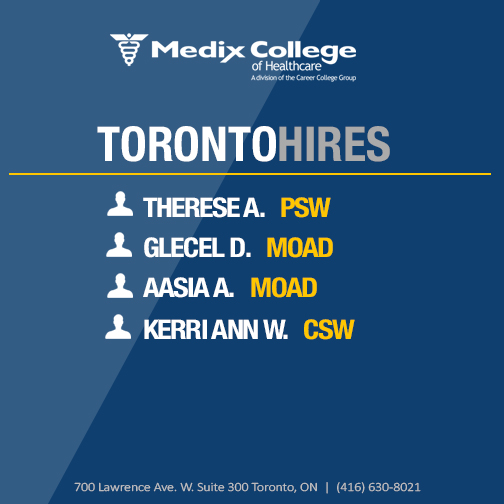 Medix College
of Healthcare
A division of the Career College Group
TORONTOHIRES
THERESE A. PSW
GLECEL D. MOAD
AASIA A. MOAD
KERRI ANN W. CSW
700 Lawrence Ave. W. Suite 300 Toronto, ON | (416) 630-8021